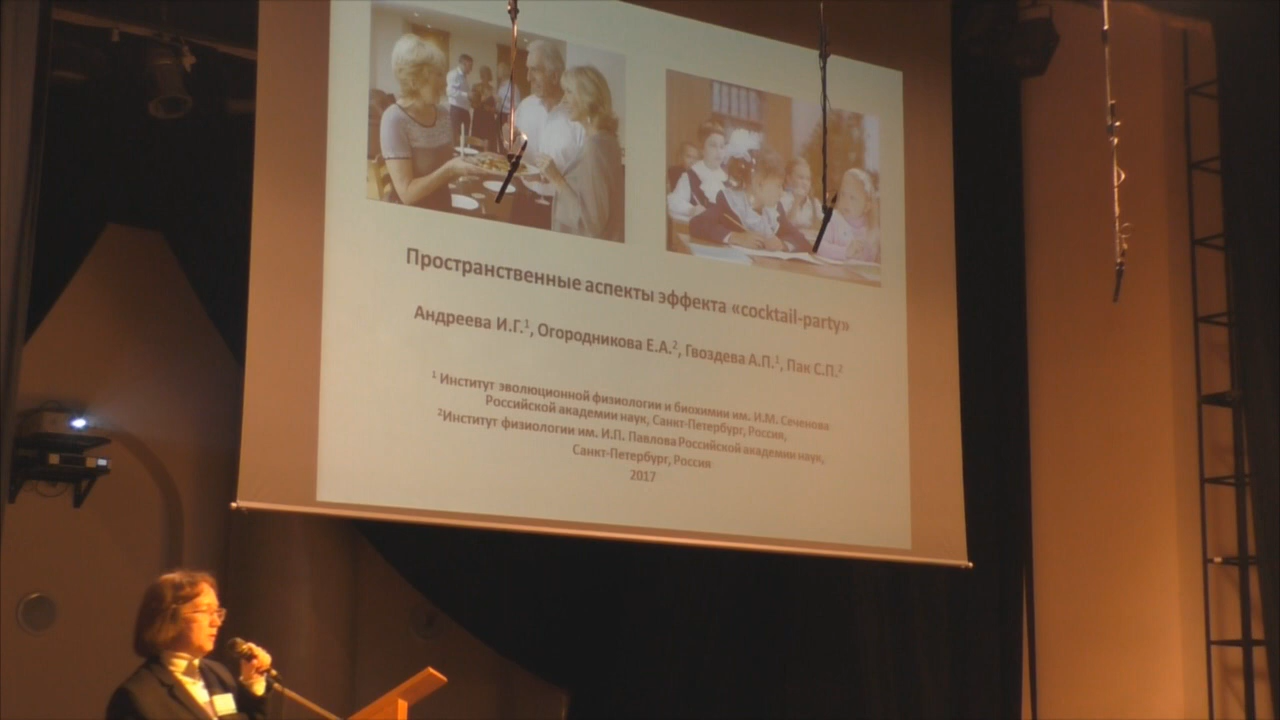 Пространственные аспекты эффекта «cocktail-party»
Андреева И.Г.¹, Огородникова Е.А.², Гвоздева А.П.¹, Пак С.П.²
¹ Институт эволюционной физиологии и биохимии им. И.М. Сеченова
Российской академии наук, Санкт-Петербург, Россия,
²Институт физиологии им. И.П. Павлова Российской академии наук,
Санкт-Петербург, Россия
2017